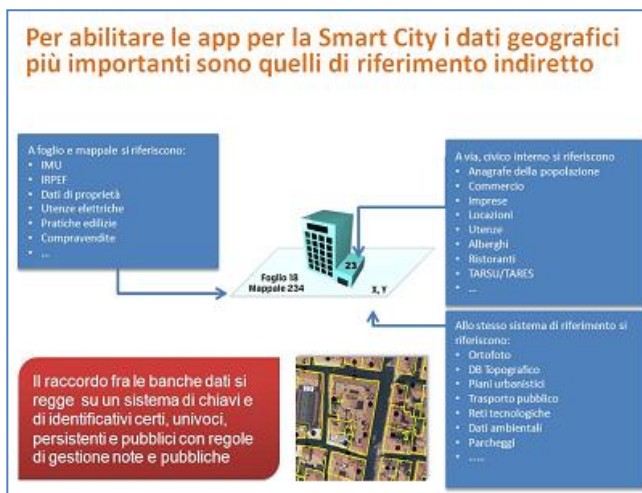 Per abilitare le app per la Smart City i dati geografici
più importanti sono quelli di riferimento indiretto
A foglio e mappale si riferiscono:
• IMU
• IRPEF
• Dati di proprietà
• Utenze elettriche
• Pratiche edilizie
• Compravendite
• ...
A via, civico interno si riferiscono
• Anagrafe della popolazione
• Commercio
• Imprese
• Locazioni
• Utenze
• Alberghi
• Ristoranti
• TARSU/TARES
• ...
23
Foglio 18
Mappale 234
X, Y
Allo stesso sistema di riferimento si
riferiscono:
• Ortofoto
• DB Topografico
• Piani urbanistici
• Trasporto pubblico
• Reti tecnologiche
• Dati ambientali
• Parcheggi
• .....
Il raccordo fra le banche dati si
regge su un sistema di chiavi e
di identificativi certi, univoci,
persistenti e pubblici con regole
di gestione note e pubbliche